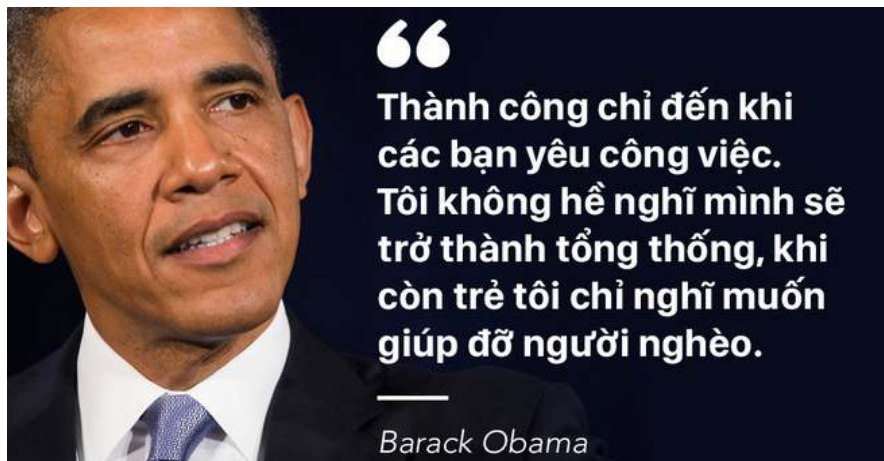 Thành công chỉ đến khi
các bạn yêu công việc.
Tôi không hề nghĩ mình sẽ
trở thành tổng thống, khi
còn trẻ tôi chỉ nghĩ muốn
giúp đỡ người nghèo.
Barack Obama